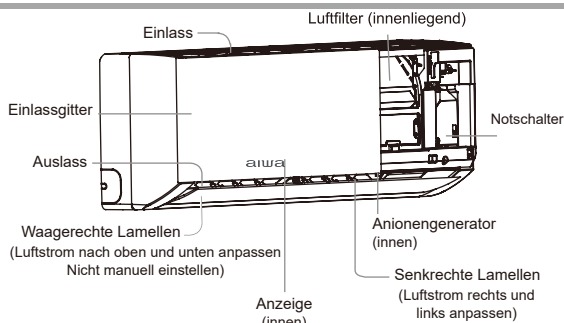 Luftfilter (innenliegend)
Einlass
Einlassgitter
Notschalter
Auslass
aiwa
Waagerechte Lamellen
(Luftstrom nach oben und unten anpassen
Nicht manuell einstellen)
Anionengenerator
(innen)
Senkrechte Lamellen
(Luftstrom rechts und
links anpassen)
Anzeige
(innen)